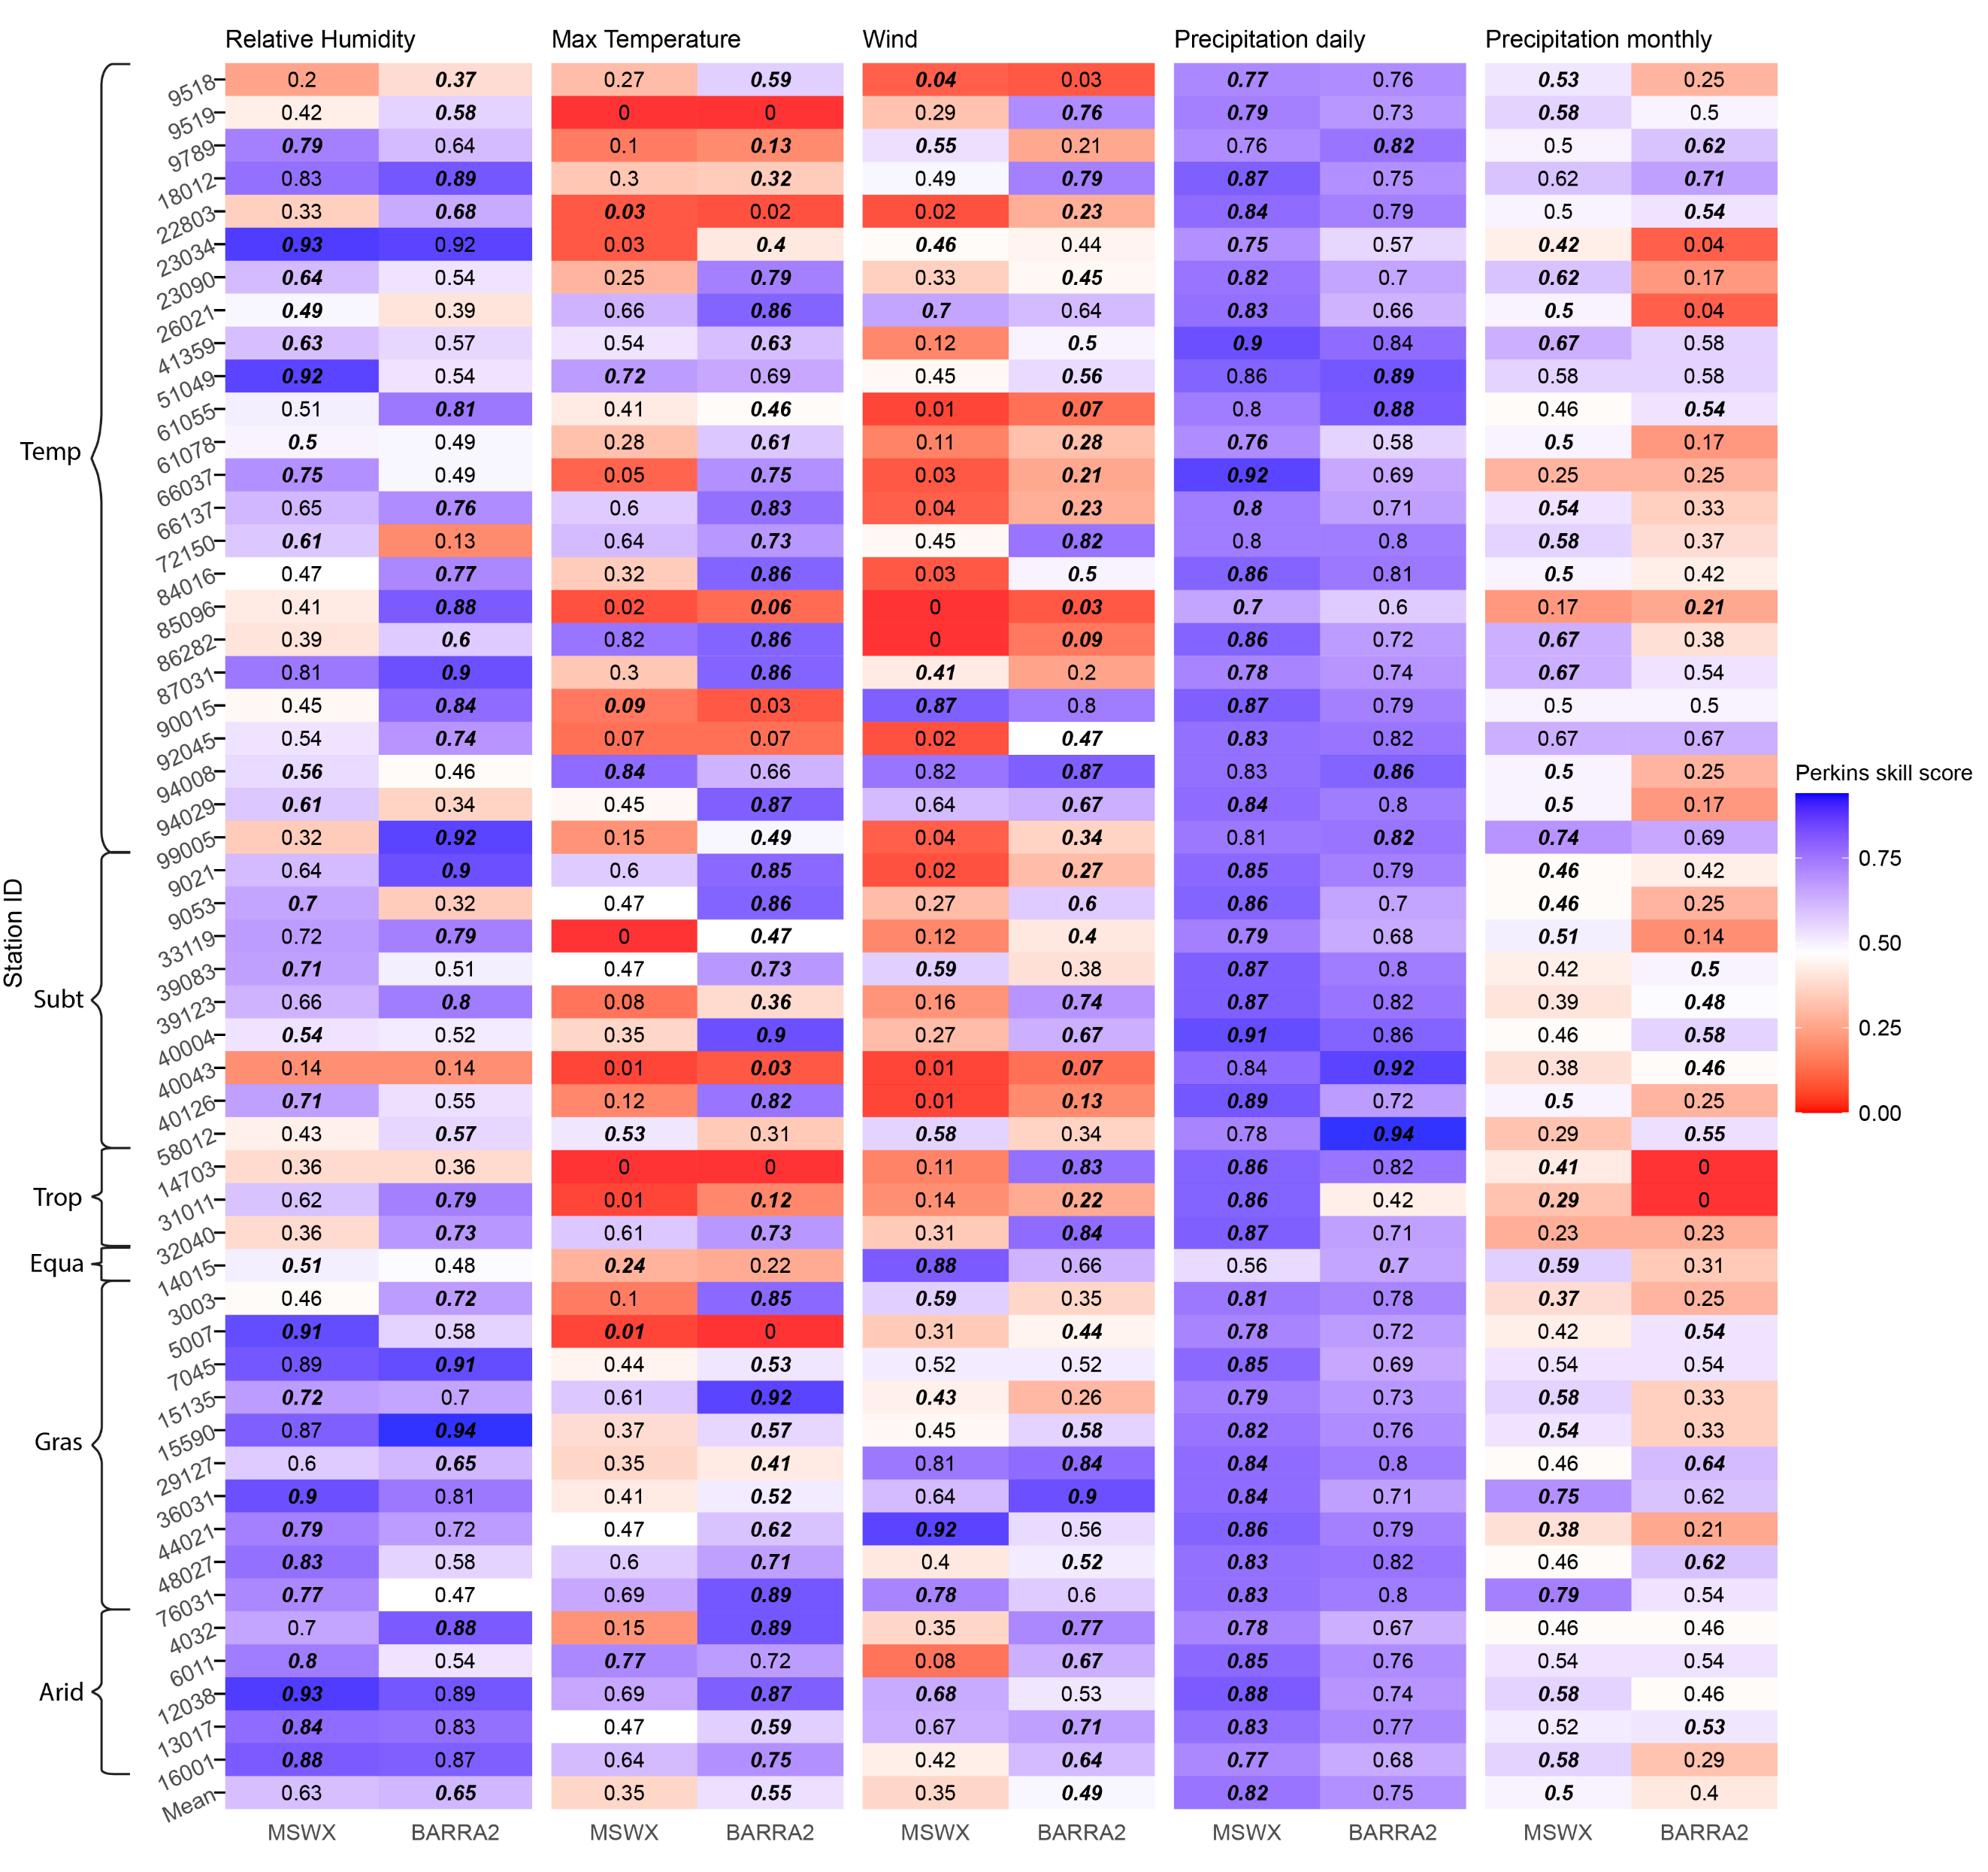 Relative Humidity Max Temperature Wind Precipitation daily Precipitation monthly
9518 0.2 0.37 0.27 0.59 0.04 0.03 0.77 0.76 0.53 0.25
9519 0.42 0.58 0 0 0.29 0.76 0.79 0.73 0.58 0.5
9789 0.79 0.64 0.1 0.13 0.55 0.21 0.76 0.82 0.5 0.62
18012 0.83 0.89 0.3 0.32 0.49 0.79 0.87 0.75 0.62 0.71
22803 0.33 0.68 0.03 0.02 0.02 0.23 0.84 0.79 0.5 0.54
23034 0.93 0.92 0.03 0.4 0.46 0.44 0.75 0.57 0.42 0.04
23090 0.64 0.54 0.25 0.79 0.33 0.45 0.82 0.7 0.62 0.17
26021 0.49 0.39 0.66 0.86 0.7 0.64 0.83 0.66 0.5 0.04
41359 0.63 0.57 0.54 0.63 0.12 0.5 0.9 0.84 0.67 0.58
51049 0.92 0.54 0.72 0.69 0.45 0.56 0.86 0.89 0.58 0.58
61055 0.51 0.81 0.41 0.46 0.01 0.07 0.8 0.88 0.46 0.54
Temp 61078 0.5 0.49 0.28 0.61 0.11 0.28 0.76 0.58 0.5 0.17
66037 0.75 0.49 0.05 0.75 0.03 0.21 0.92 0.69 0.25 0.25
66137 0.65 0.76 0.6 0.83 0.04 0.23 0.8 0.71 0.54 0.33
72150 0.61 0.13 0.64 0.73 0.45 0.82 0.8 0.8 0.58 0.37
84016 0.47 0.77 0.32 0.86 0.03 0.5 0.86 0.81 0.5 0.42
85096 0.41 0.88 0.02 0.06 0 0.03 0.7 0.6 0.17 0.21
86282 0.39 0.6 0.82 0.86 0 0.09 0.86 0.72 0.67 0.38
87031 0.81 0.9 0.3 0.86 0.41 0.2 0.78 0.74 0.67 0.54
90015 0.45 0.84 0.09 0.03 0.87 0.8 0.87 0.79 0.5 0.5
92045 0.54 0.74 0.07 0.07 0.02 0.47 0.83 0.82 0.67 0.67
94008 0.56 0.46 0.84 0.66 0.82 0.87 0.83 0.86 0.5 0.25
94029 0.61 0.34 0.45 0.87 0.64 0.67 0.84 0.8 0.5 0.17
99005 0.32 0.92 0.15 0.49 0.04 0.34 0.81 0.82 0.74 0.69
9021 0.64 0.9 0.6 0.85 0.02 0.27 0.85 0.79 0.46 0.42
9053 0.7 0.32 0.47 0.86 0.27 0.6 0.86 0.7 0.46 0.25
33119 0.72 0.79 0 0.47 0.12 0.4 0.79 0.68 0.51 0.14
39083 0.71 0.51 0.47 0.73 0.59 0.38 0.87 0.8 0.42 0.5
Subt 39123 0.66 0.8 0.08 0.36 0.16 0.74 0.87 0.82 0.39 0.48
40004 0.54 0.52 0.35 0.9 0.27 0.67 0.91 0.86 0.46 0.58
40043 0.14 0.14 0.01 0.03 0.01 0.07 0.84 0.92 0.38 0.46
40126 0.71 0.55 0.12 0.82 0.01 0.13 0.89 0.72 0.5 0.25
58012 0.43 0.57 0.53 0.31 0.58 0.34 0.78 0.94 0.29 0.55
14703 0.36 0.36 0 0 0.11 0.83 0.86 0.82 0.41 0
Trop 31011 0.62 0.79 0.01 0.12 0.14 0.22 0.86 0.42 0.29 0
32040 0.36 0.73 0.61 0.73 0.31 0.84 0.87 0.71 0.23 0.23
Equa 14015 0.51 0.48 0.24 0.22 0.88 0.66 0.56 0.7 0.59 0.31
3003 0.46 0.72 0.1 0.85 0.59 0.35 0.81 0.78 0.37 0.25
5007 0.91 0.58 0.01 0 0.31 0.44 0.78 0.72 0.42 0.54
7045 0.89 0.91 0.44 0.53 0.52 0.52 0.85 0.69 0.54 0.54
15135 0.72 0.7 0.61 0.92 0.43 0.26 0.79 0.73 0.58 0.33
Gras 15590 0.87 0.94 0.37 0.57 0.45 0.58 0.82 0.76 0.54 0.33
29127 0.6 0.65 0.35 0.41 0.81 0.84 0.84 0.8 0.46 0.64
36031 0.9 0.81 0.41 0.52 0.64 0.9 0.84 0.71 0.75 0.62
44021 0.79 0.72 0.47 0.62 0.92 0.56 0.86 0.79 0.38 0.21
48027 0.83 0.58 0.6 0.71 0.4 0.52 0.83 0.82 0.46 0.62
76031 0.77 0.47 0.69 0.89 0.78 0.6 0.83 0.8 0.79 0.54
4032 0.7 0.88 0.15 0.89 0.35 0.77 0.78 0.67 0.46 0.46
6011 0.8 0.54 0.77 0.72 0.08 0.67 0.85 0.76 0.54 0.54
Arid 12038 0.93 0.89 0.69 0.87 0.68 0.53 0.88 0.74 0.58 0.46
13017 0.84 0.83 0.47 0.59 0.67 0.71 0.83 0.77 0.52 0.53
16001 0.88 0.87 0.64 0.75 0.42 0.64 0.77 0.68 0.58 0.29
Mean 0.63 0.65 0.35 0.55 0.35 0.49 0.82 0.75 0.5 0.4
MSWX BARRA2 MSWX BARRA2 MSWX BARRA2 MSWX BARRA2 MSWX BARRA2
Station ID
Perkins skill score
0.75
0.50
0.25
0.00